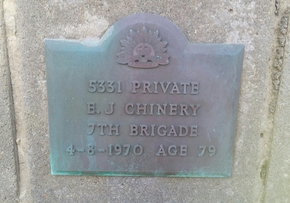 5331 PRIVATE
E. J CHINERY
7TH BRIGADE
4-8-1970 AGE 79